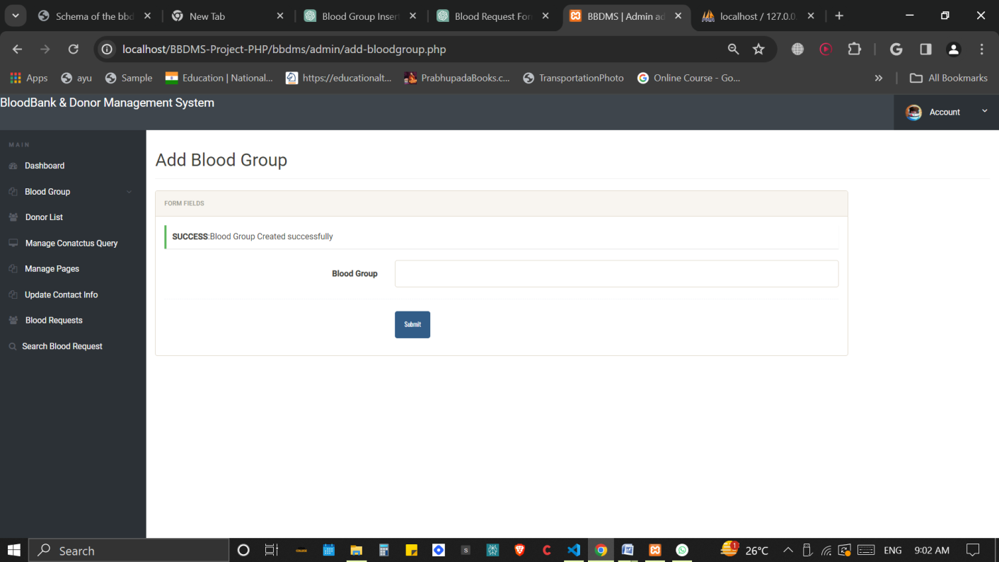 Schema of the bbd
New Tab
Blood Group Inser
Blood Request For
BBDMS | Admin ad
localhost / 127.0.0.
localhost/BBDMS-Project-PHP/bbdms/admin/add-bloodgroup.php
Apps
ayu
Sample
Education | National...
https://educationalt...
PrabhupadaBooks.c...
TransportationPhoto
Online Course - Go...
All Bookmarks
BloodBank & Donor Management System
Account
MAIN
Dashboard
Blood Group
Donor List
Manage Conatctus Query
Manage Pages
Update Contact Info
Blood Requests
Search Blood Request
Add Blood Group
FORM FIELDS
SUCCESS:Blood Group Created successfully
Blood Group
Submit
Search
1
26°C
ENG
9:02 AM